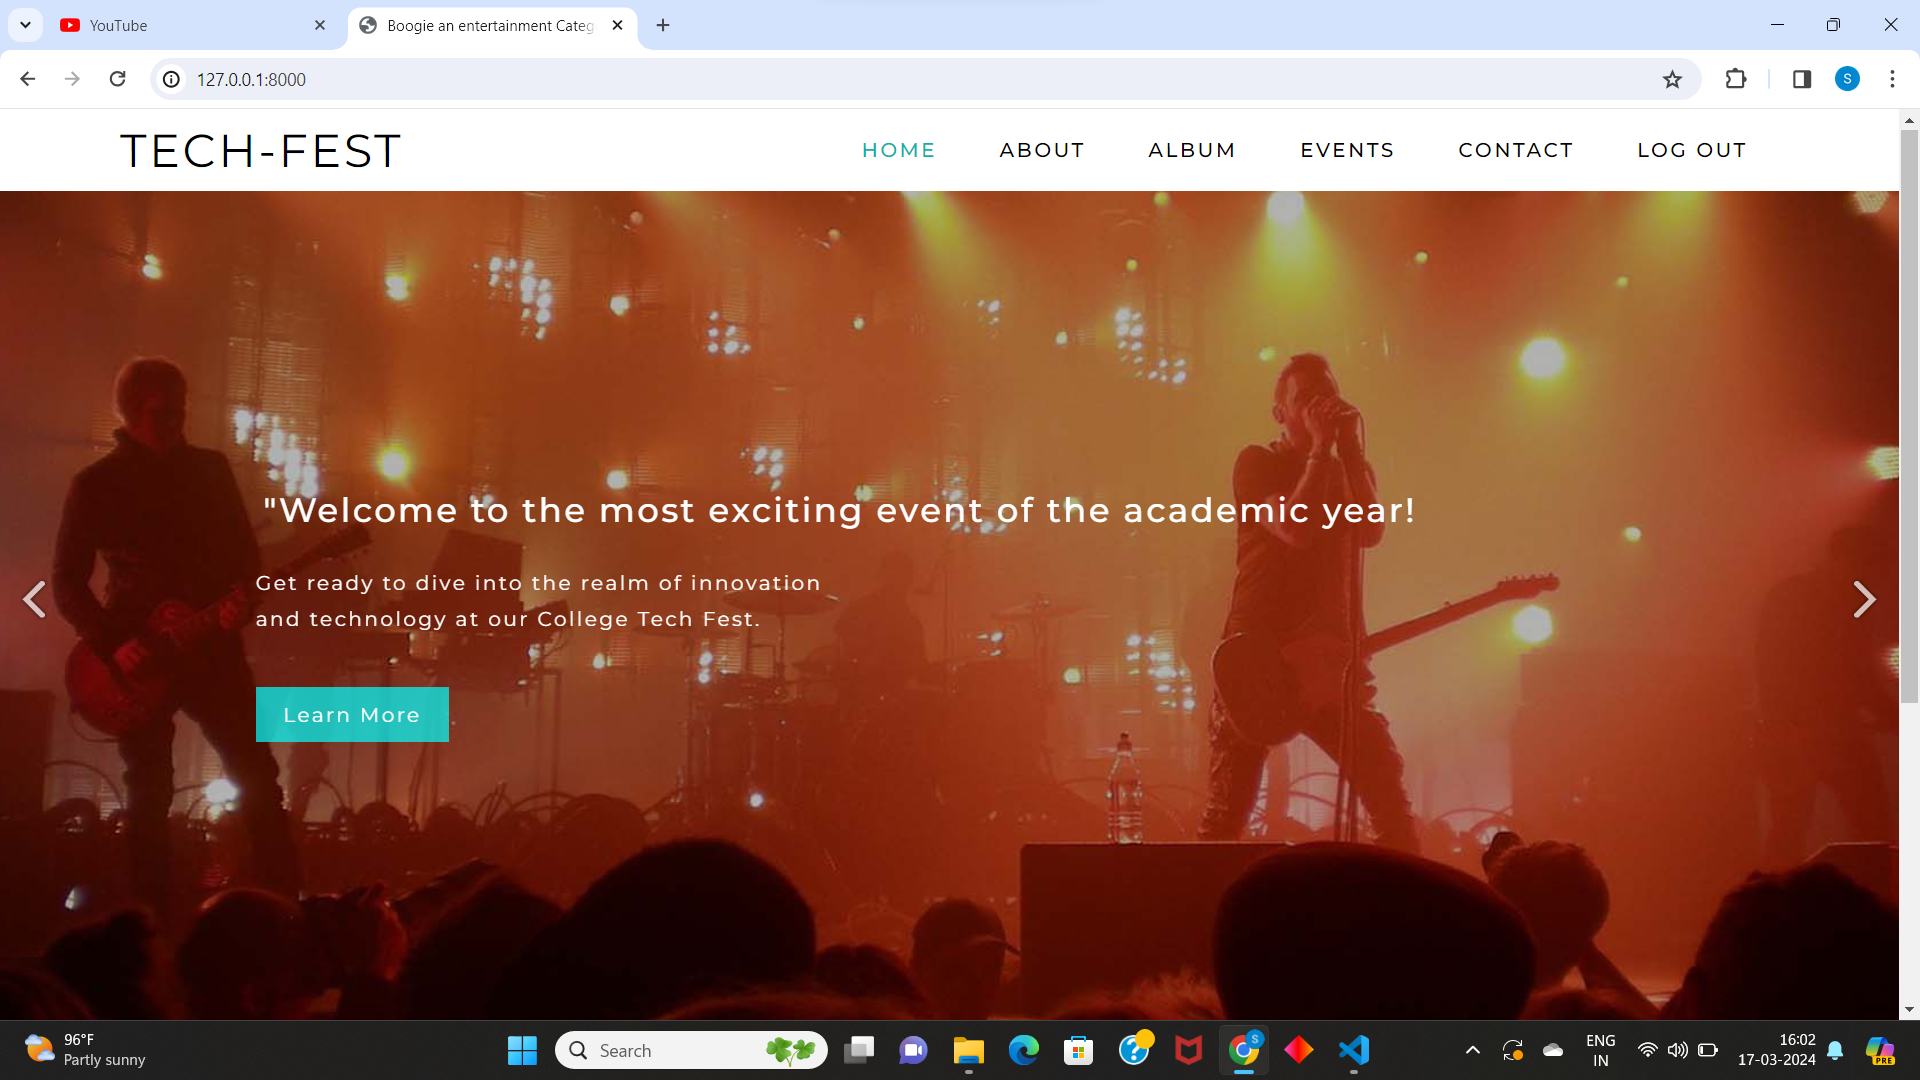 YouTube
Boogie an entertainment Categ
127.0.0.1:8000
S
TECH-FEST
HOME ABOUT ALBUM EVENTS CONTACT LOG OUT
"Welcome to the most exciting event of the academic year!
Get ready to dive into the realm of innovation
and technology at our College Tech Fest.
Learn More
96°F
Partly sunny
Search
S
ENG
IN
16:02
17-03-2024
PRE